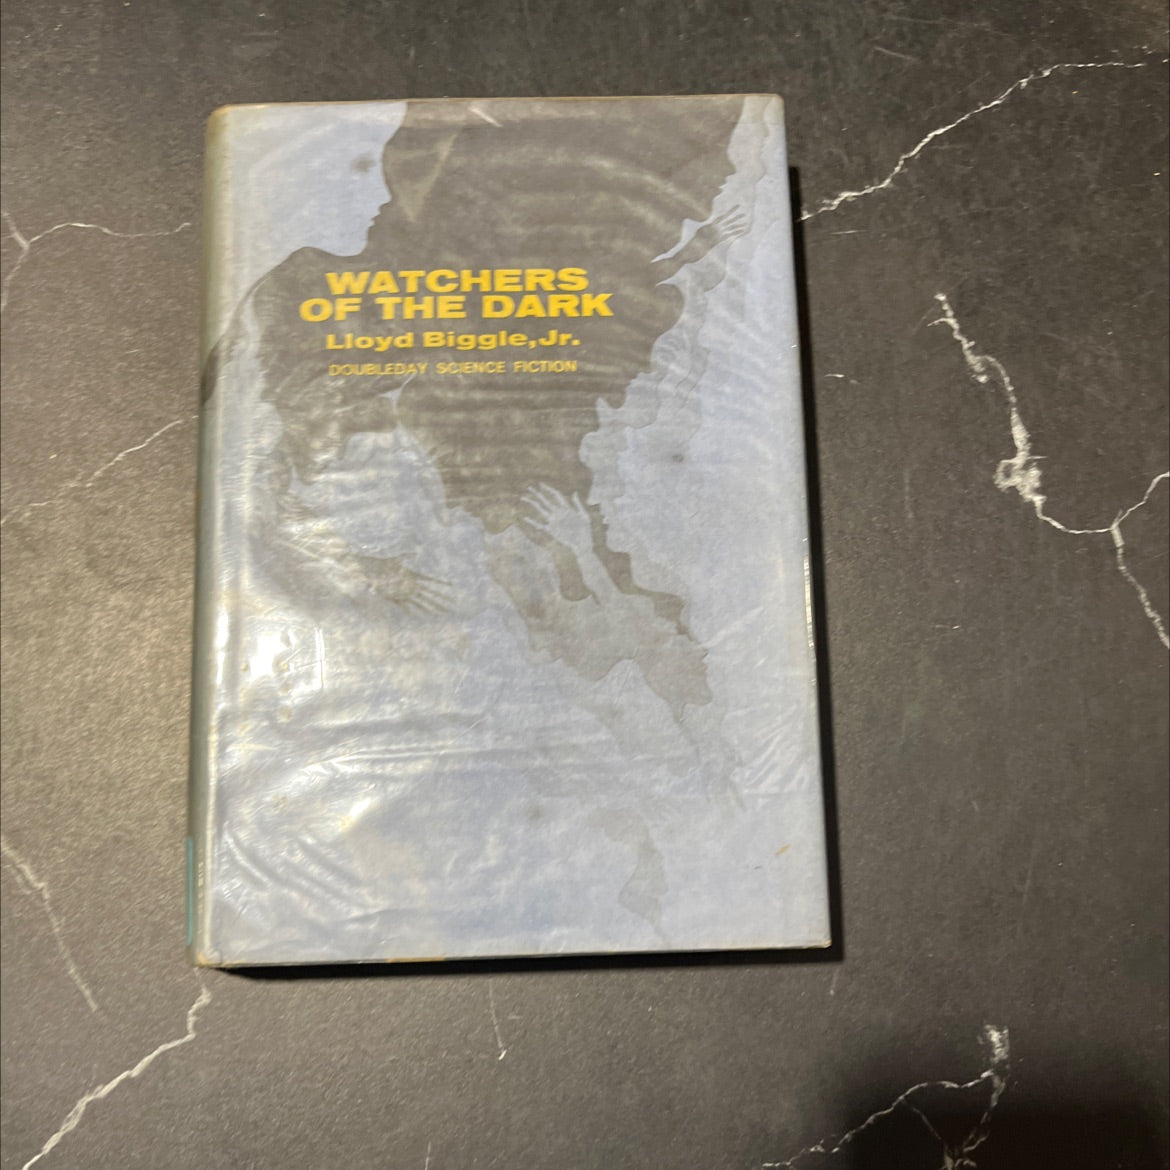 WATCHERS
OF THE DARK
Lloyd Biggle, Jr.
DOUBLEDAY SCIENCE FICTION